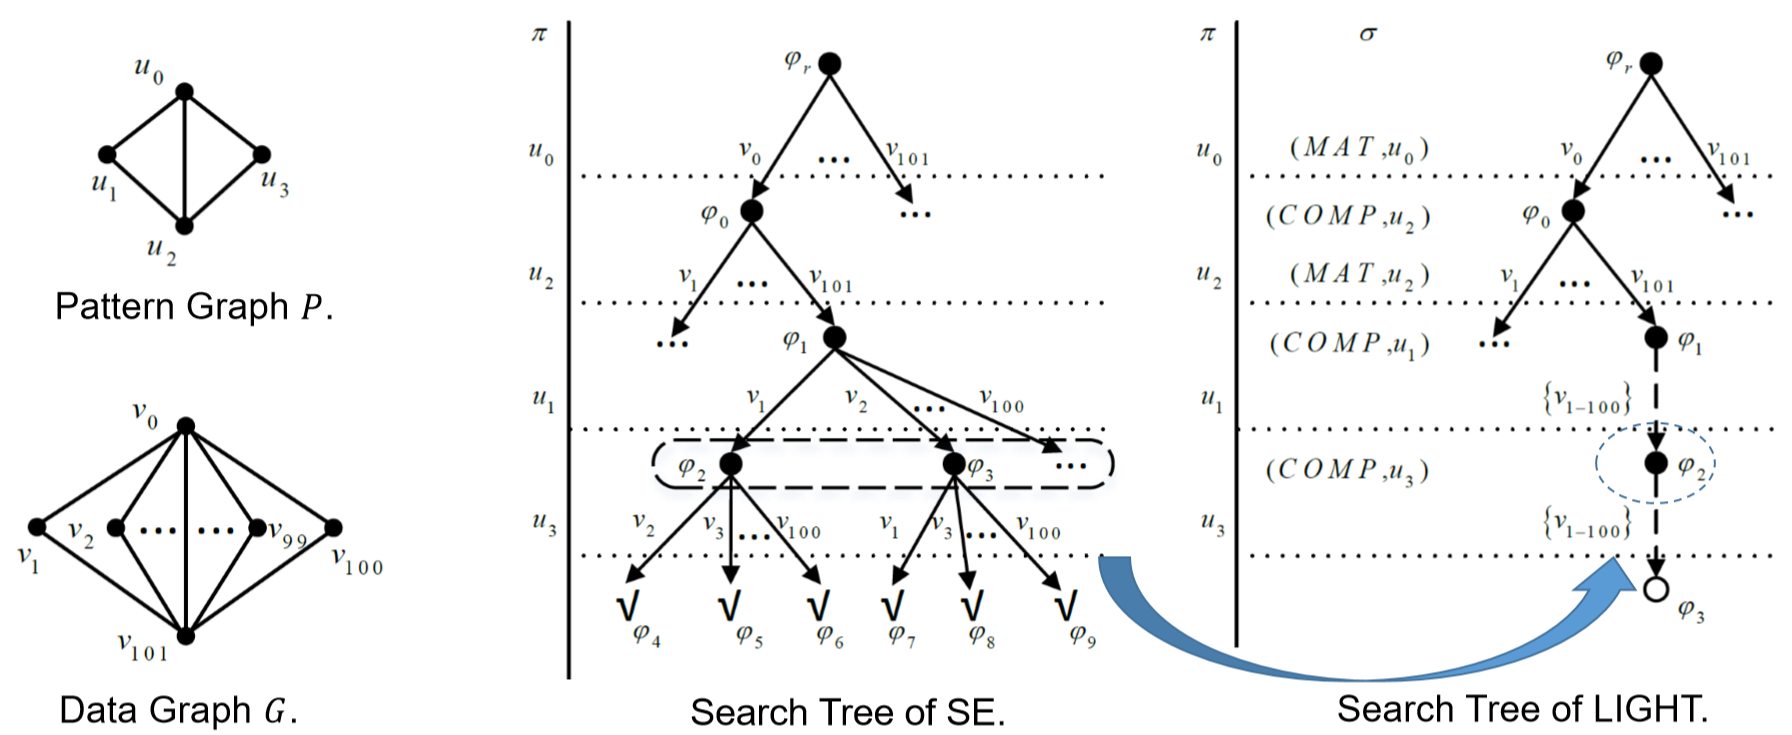 u0
u1
u3
u2
Pattern Graph P.
v0
v1
v2
... ...
v99
v100
v101
Data Graph G.
π
φr
u0
v0
...
v101
φ0
...
u2
v1
...
v101
...
φ1
u1
v1
v2
...
v100
φ2
φ3
...
u3
v2
v3
...
v100
v1
v3
...
v100
√ √ √ √ √ √
φ4 φ5 φ6 φ7 φ8 φ9
Search Tree of SE.
π
σ
φr
u0
(MAT,u0)
v0
...
v101
(COMP,u2)
φ0
...
u2
(MAT,u2)
v1
...
v101
(COMP,u1)
...
φ1
u1
{v1-100}
(COMP,u3)
φ2
u3
{v1-100}
φ3
Search Tree of LIGHT.